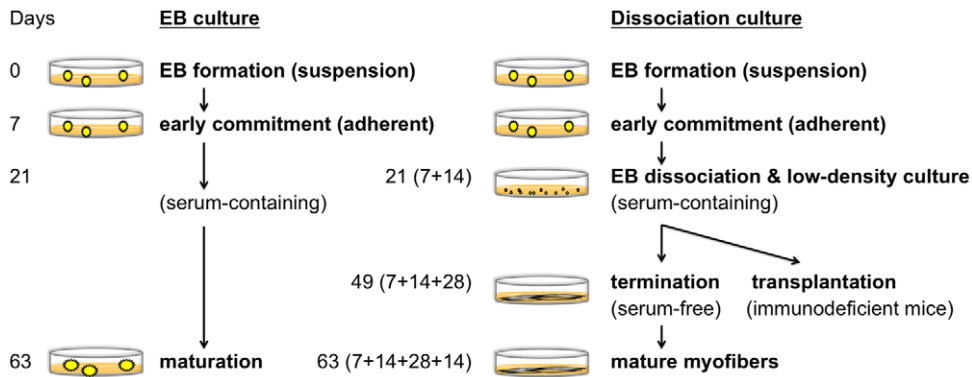 Days EB culture Dissociation culture
0 EB formation (suspension) EB formation (suspension)
7 early commitment (adherent) early commitment (adherent)
21 21 (7+14) EB dissociation & low-density culture
(serum-containing) (serum-containing)
49 (7+14+28) termination transplantation
(serum-free) (immunodeficient mice)
63 maturation 63 (7+14+28+14) mature myofibers